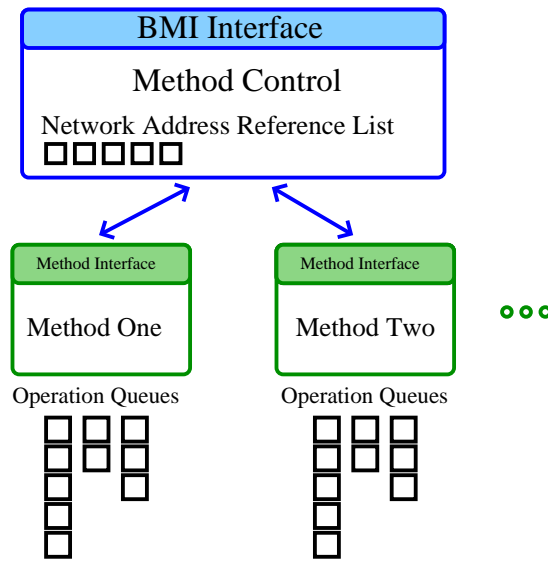 BMI Interface
Method Control
Network Address Reference List
Method Interface
Method Interface
Method One
Method Two
Operation Queues
Operation Queues